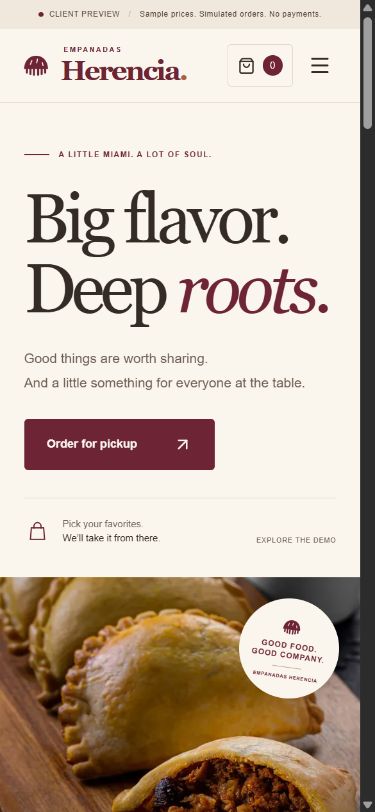 CLIENT PREVIEW / Sample prices. Simulated orders. No payments.
EMPANADAS
Herencia.
0
A LITTLE MIAMI. A LOT OF SOUL.
Big flavor.
Deep roots.
Good things are worth sharing.
And a little something for everyone at the table.
Order for pickup
Pick your favorites.
We'll take it from there.
EXPLORE THE DEMO
GOOD FOOD.
GOOD COMPANY.
EMPANADAS HERENCIA